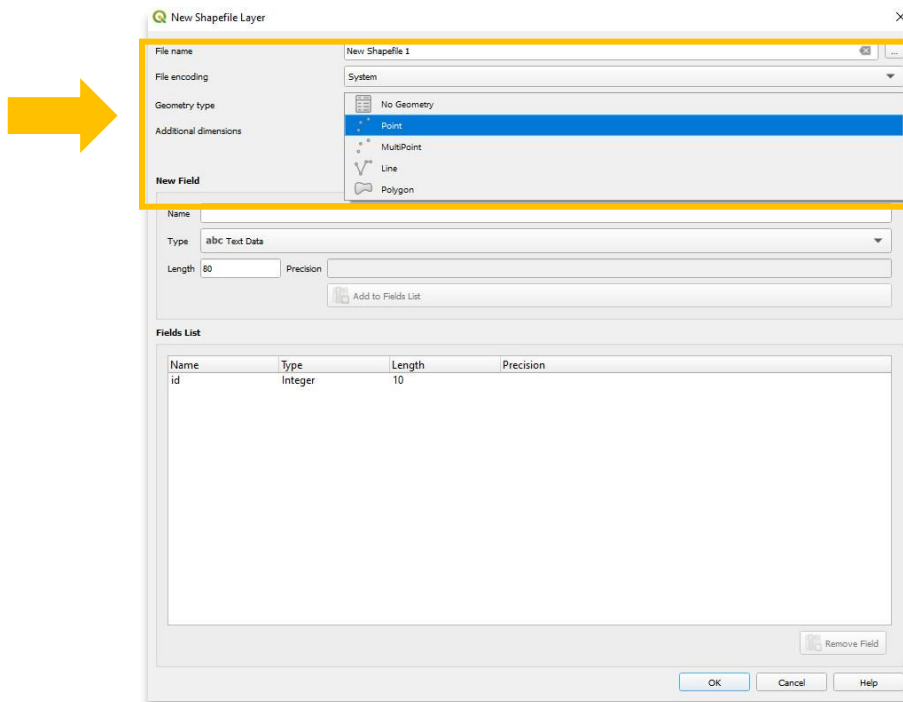 New Shapefile Layer
File name New Shapefile 1 ...
File encoding System
Geometry type No Geometry
Point
Additional dimensions
MultiPoint
Line
New Field
Polygon
Name
Type abc Text Data
Length 80 Precision
Add to Fields List
Fields List
Name Type Length Precision
id Integer 10
Remove Field
OK Cancel Help